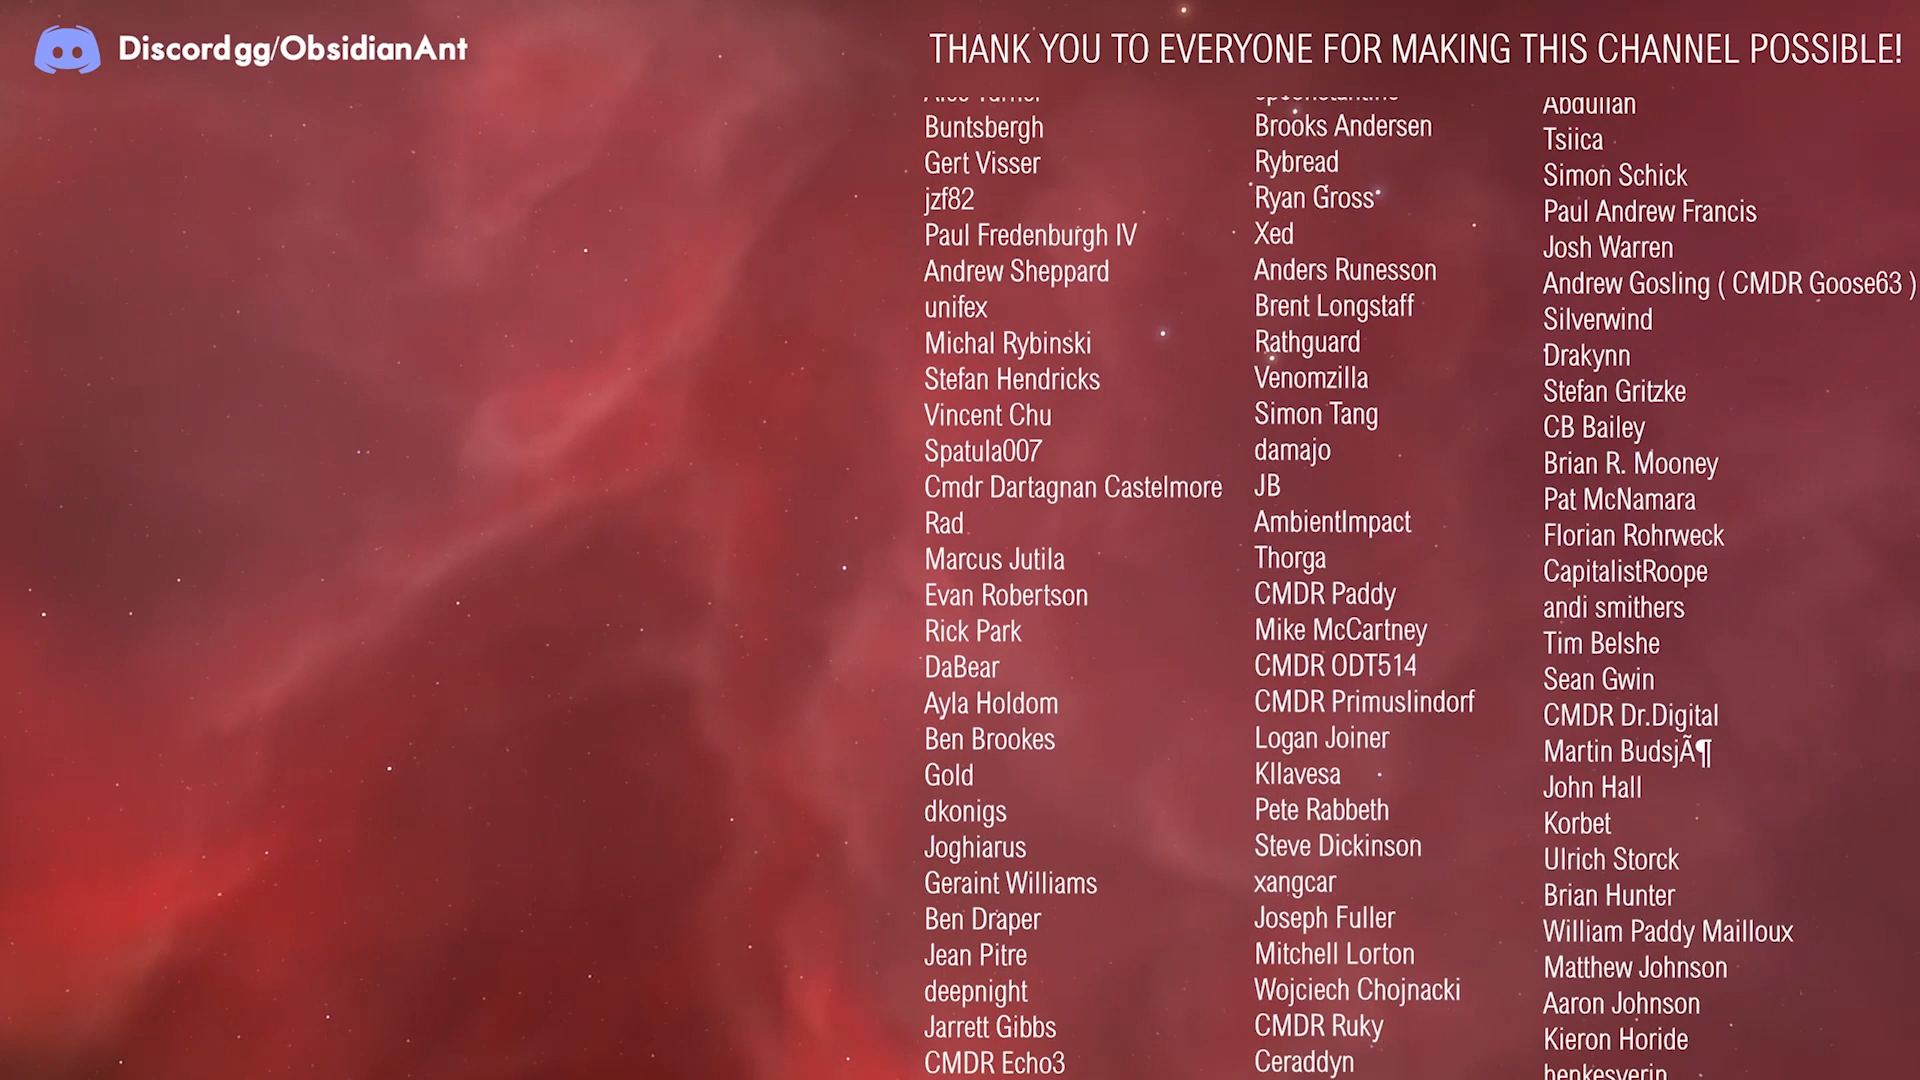 Discordgg/ObsidianAnt
THANK YOU TO EVERYONE FOR MAKING THIS CHANNEL POSSIBLE!
Buntsbergh
Gert Visser
jzf82
Paul Fredenburgh IV
Andrew Sheppard
unifex
Michal Rybinski
Stefan Hendricks
Vincent Chu
Spatula007
Cmdr Dartagnan Castelmore
Rad
Marcus Jutila
Evan Robertson
Rick Park
DaBear
Ayla Holdom
Ben Brookes
Gold
dkonigs
Joghiarus
Geraint Williams
Ben Draper
Jean Pitre
deepnight
Jarrett Gibbs
CMDR Echo3
Brooks Andersen
Rybread
Ryan Gross
Xed
Anders Runesson
Brent Longstaff
Rathguard
Venomzilla
Simon Tang
damajo
JB
AmbientImpact
Thorga
CMDR Paddy
Mike McCartney
CMDR ODT514
CMDR Primuslindorf
Logan Joiner
Kllavesa
Pete Rabbeth
Steve Dickinson
xangcar
Joseph Fuller
Mitchell Lorton
Wojciech Chojnacki
CMDR Ruky
Ceraddyn
Abdullah
Tsiica
Simon Schick
Paul Andrew Francis
Josh Warren
Andrew Gosling ( CMDR Goose63 )
Silverwind
Drakynn
Stefan Gritzke
CB Bailey
Brian R. Mooney
Pat McNamara
Florian Rohrweck
CapitalistRoope
andi smithers
Tim Belshe
Sean Gwin
CMDR Dr.Digital
Martin BudsjÃ¶
John Hall
Korbet
Ulrich Storck
Brian Hunter
William Paddy Mailloux
Matthew Johnson
Aaron Johnson
Kieron Horide